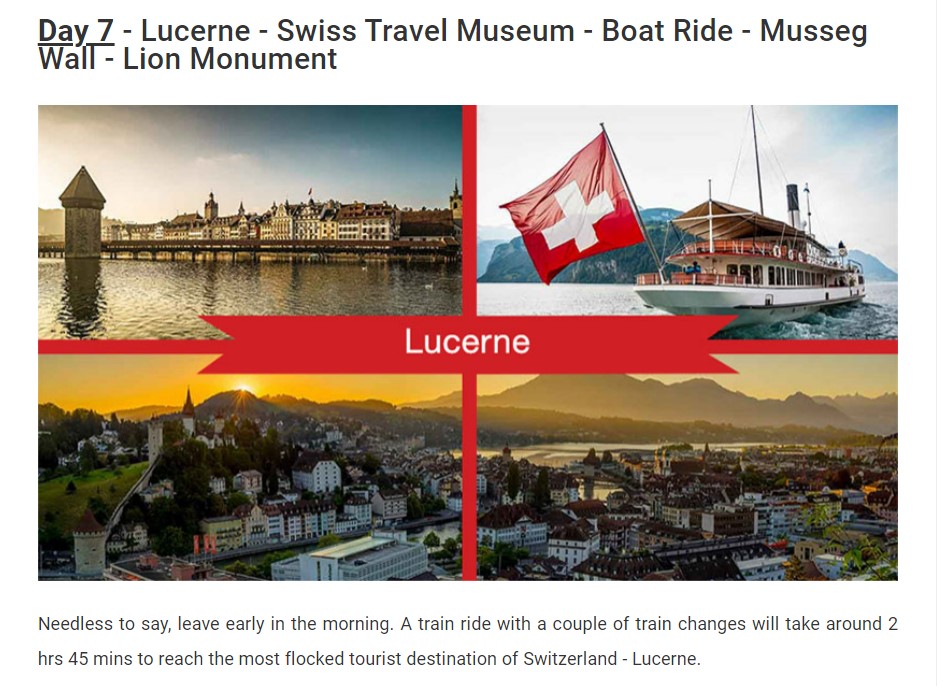 Day 7 - Lucerne - Swiss Travel Museum - Boat Ride - Musseg
Wall - Lion Monument
Lucerne
Needless to say, leave early in the morning. A train ride with a couple of train changes will take around 2
hrs 45 mins to reach the most flocked tourist destination of Switzerland - Lucerne.